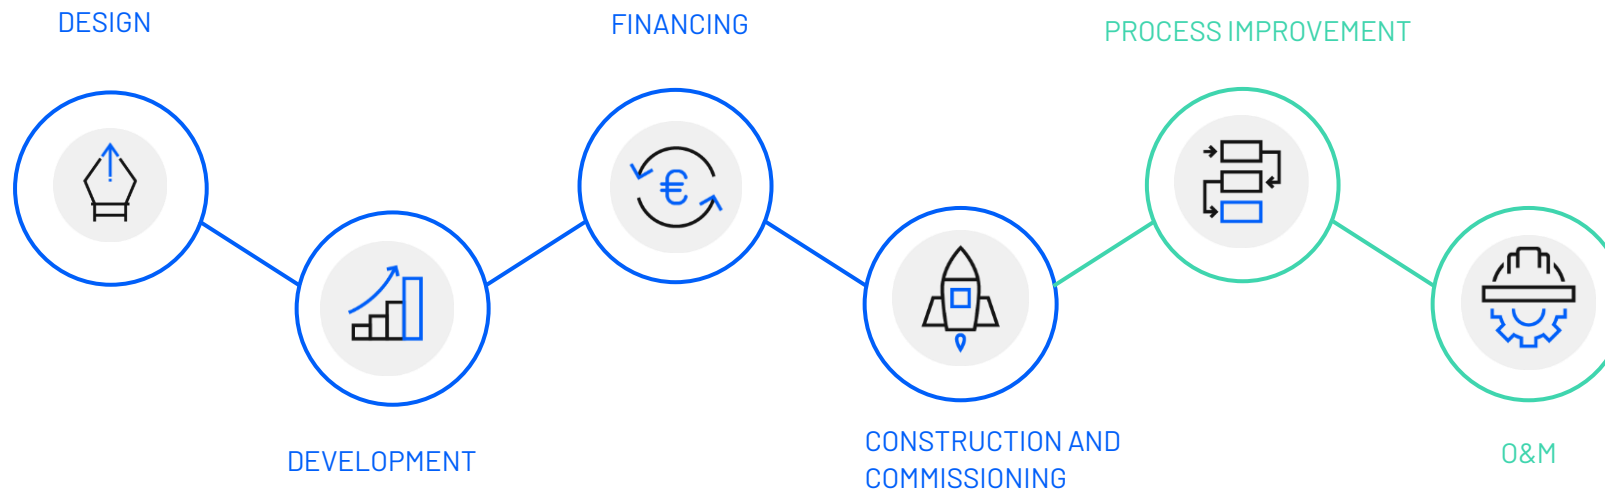 DESIGN
DEVELOPMENT
FINANCING
€
CONSTRUCTION AND
COMMISSIONING
PROCESS IMPROVEMENT
O&M